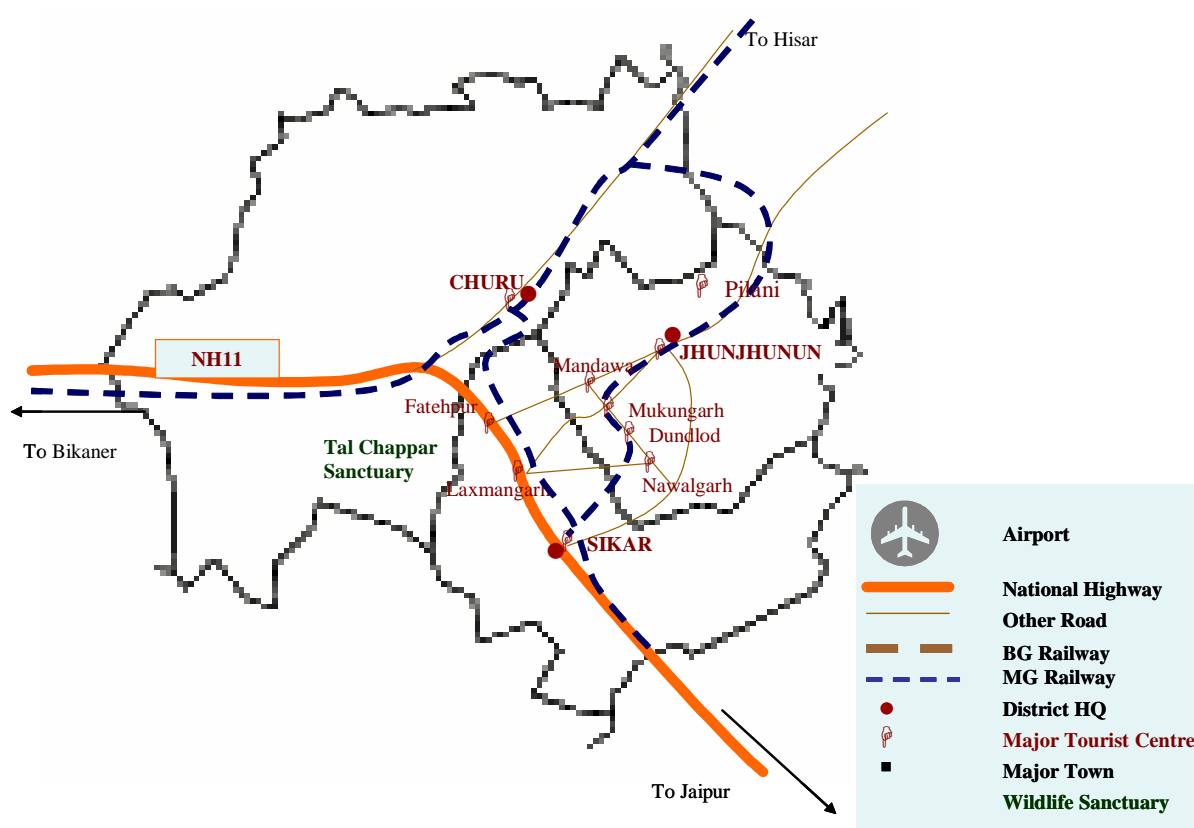 To Hisar
CHURU
Pilani
NH11
JHUNJHUNUN
Mandawa
Fatehpur
Mukungarh
Dundlod
To Bikaner
Tal Chappar
Sanctuary
Laxmangarh
Nawalgarh
SIKAR
To Jaipur
Airport
National Highway
Other Road
BG Railway
MG Railway
District HQ
Major Tourist Centre
Major Town
Wildlife Sanctuary